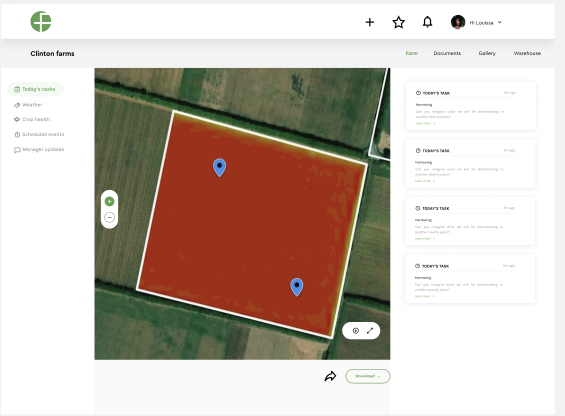 Hi Louissa
Clinton farms
Farm
Documents
Gallery
Warehouse
Today's tasks
Weather
Crop health
Scheduled events
Manager updates
TODAY'S TASK
Harrowing
Can you imagine what we will be downloading in
another twenty years?
Learn more
TODAY'S TASK
Harrowing
Can you imagine what we will be downloading in
another twenty years?
Learn more
TODAY'S TASK
Harrowing
Can you imagine what we will be downloading in
another twenty years?
Learn more
TODAY'S TASK
Harrowing
Can you imagine what we will be downloading in
another twenty years?
Learn more
Download